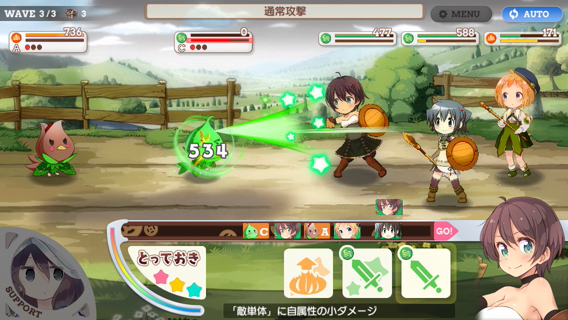 WAVE 3/3 3
通常攻撃
MENU
AUTO
736
A
0
C
477
588
171
534
C A GO!
とっておき
SUPPORT
「敵単体」に自属性の小ダメージ